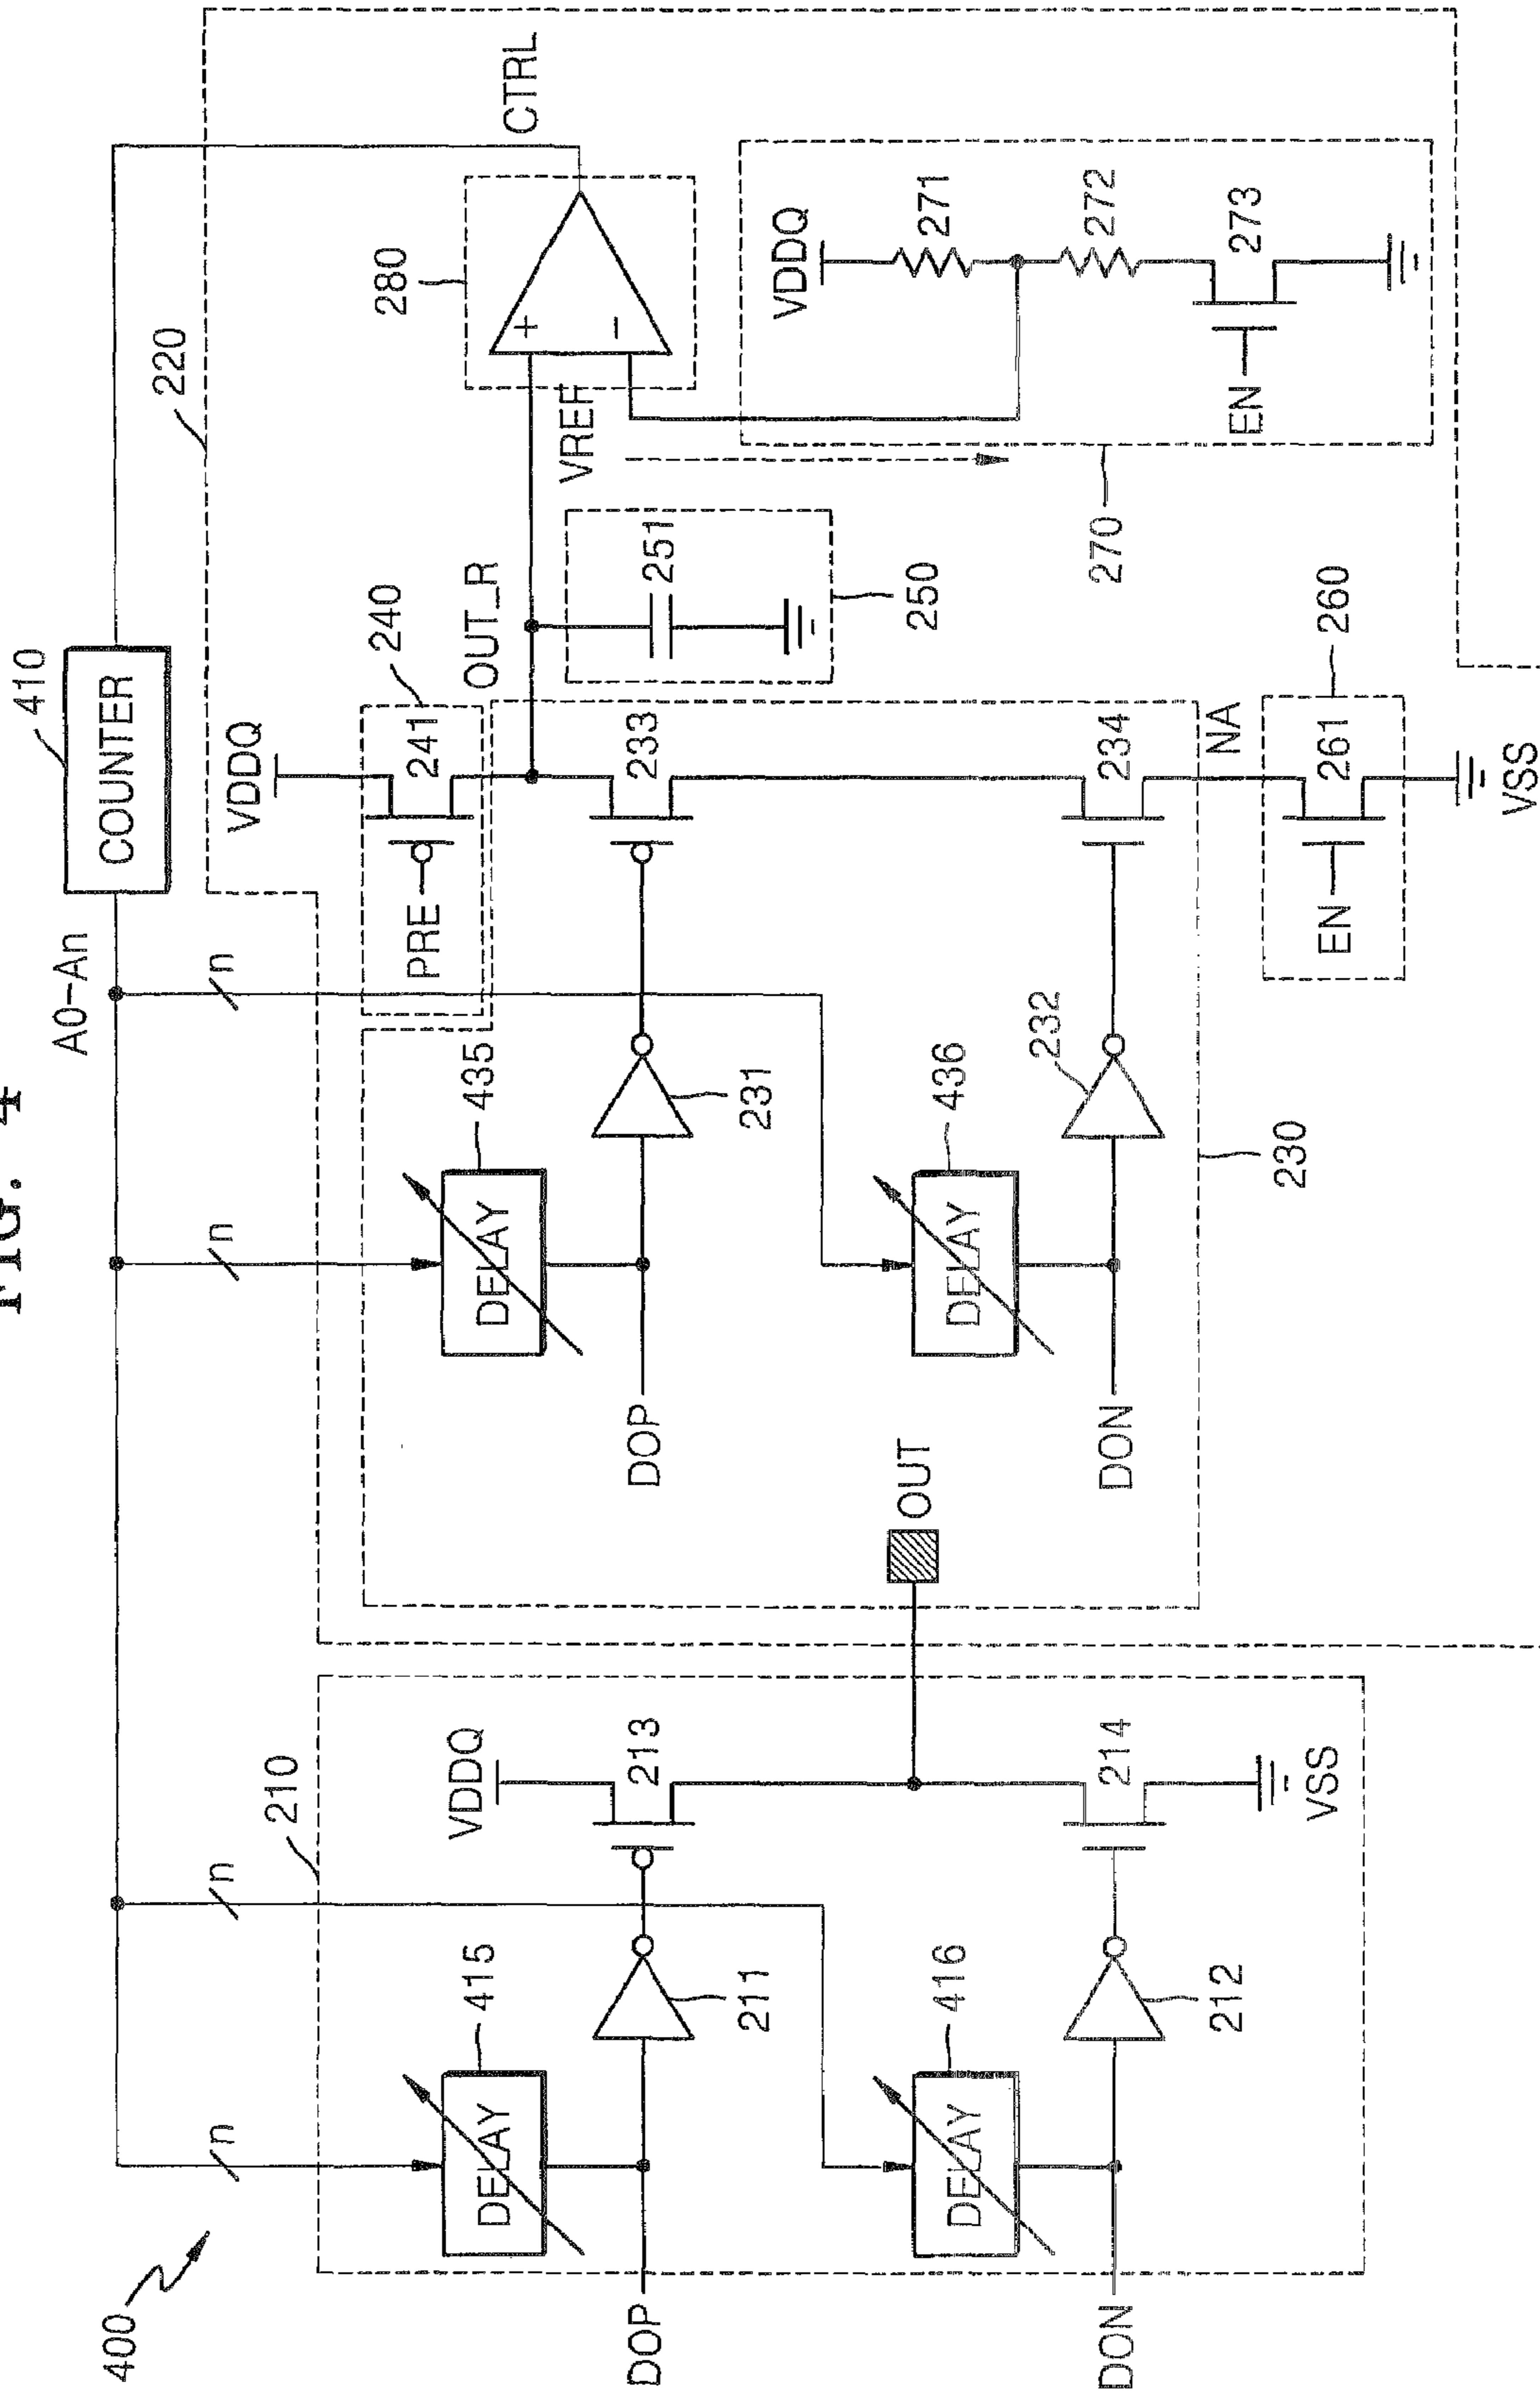 FIG. 4
400
410
COUNTER
A0-An
n
n
n
n
CTRL
220
210
VDDQ
240
241
PRE
OUT_R
280
+
-
VREF
250
251
VDDQ
271
272
273
EN
270
415
DELAY
DOP
211
VDDQ
213
416
DELAY
DON
212
214
VSS
OUT
435
DELAY
DOP
231
233
436
DELAY
DON
232
234
230
NA
260
261
EN
VSS